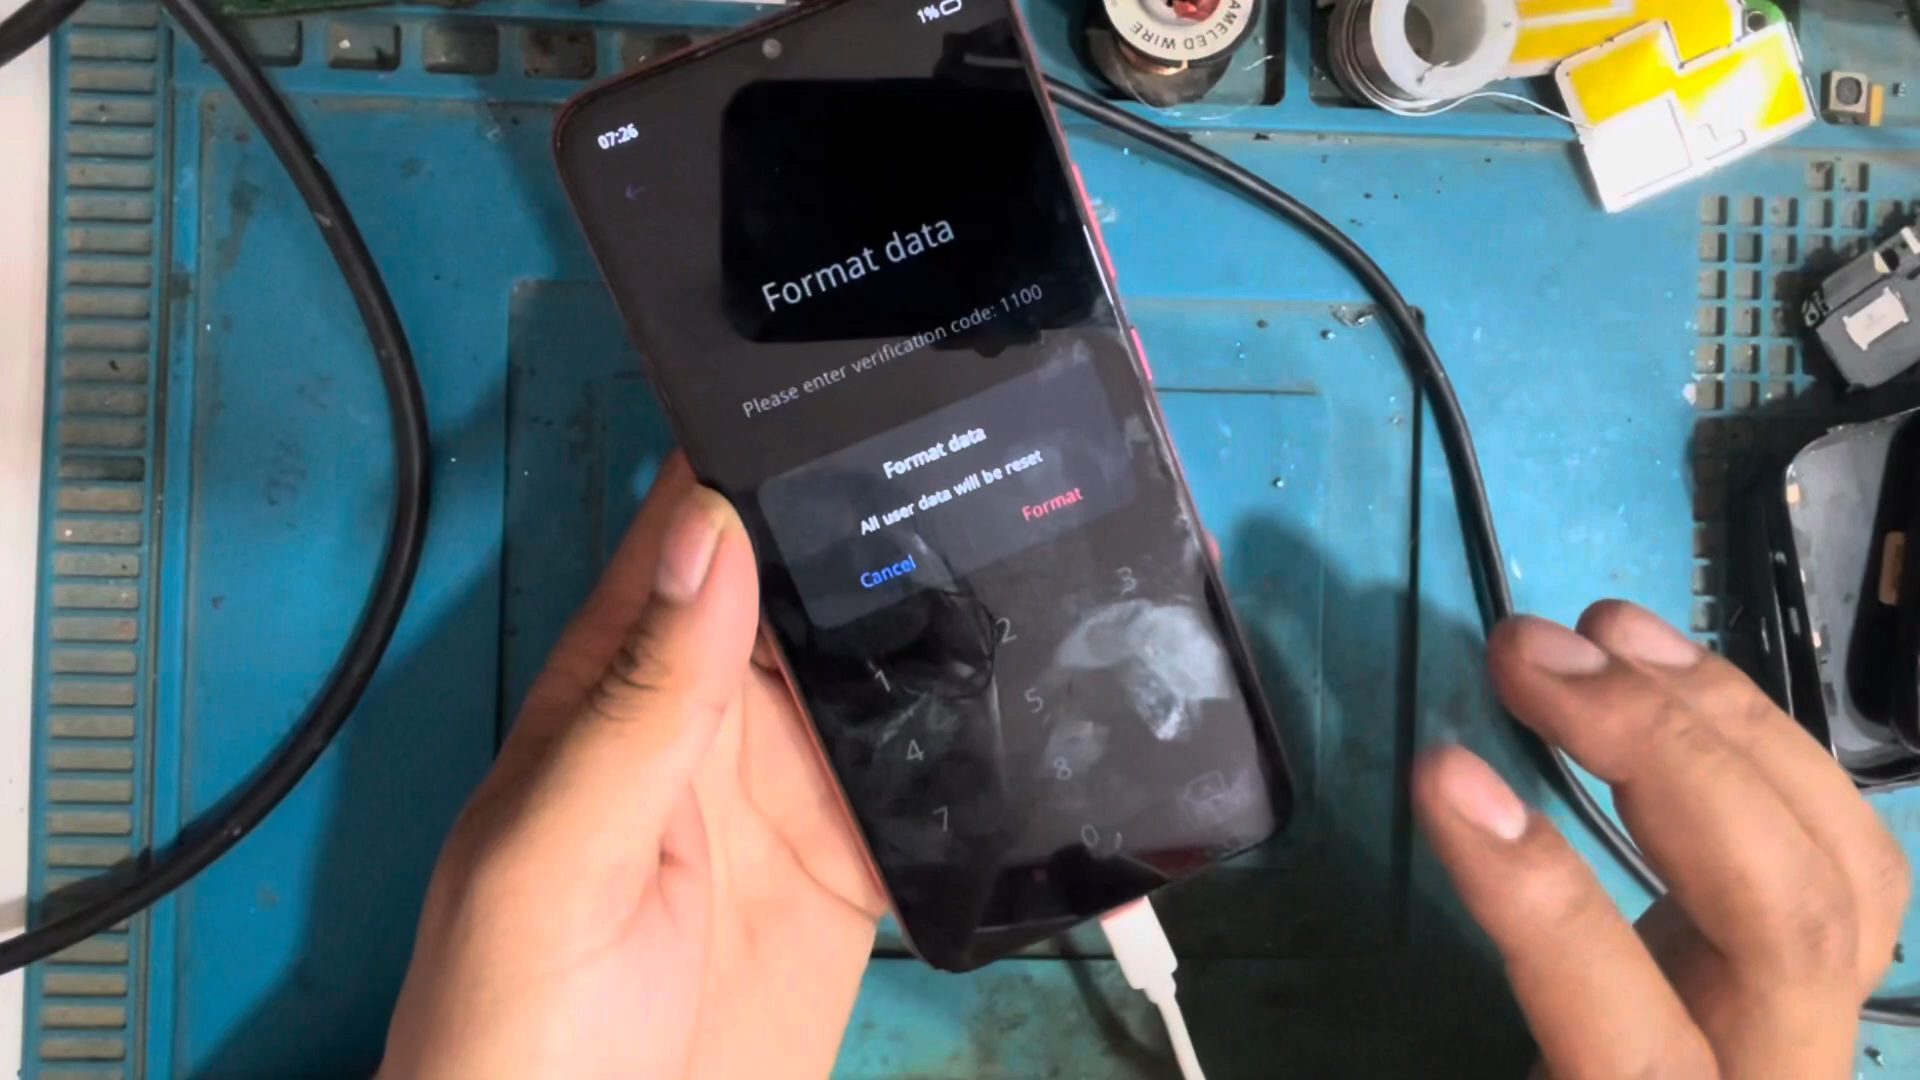 1%
07:26
Format data
Please enter verification code: 1100
Format data
All user data will be reset
Cancel
Format
1
2
3
4
5
7
8
0
AMELED WIRE